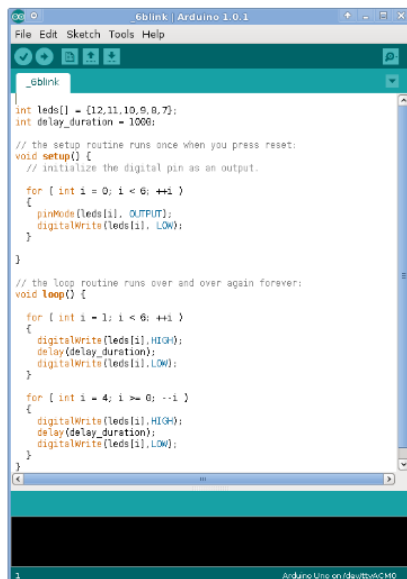 _6blink | Arduino 1.0.1
File Edit Sketch Tools Help
_6blink
int leds[] = {12,11,10,9,8,7};
int delay_duration = 1000;
// the setup routine runs once when you press reset:
void setup() {
// initialize the digital pin as an output.
for ( int i = 0; i < 6; ++i )
{
pinMode(leds[i], OUTPUT);
digitalWrite(leds[i], LOW);
}
}
// the loop routine runs over and over again forever:
void loop() {
for ( int i = 1; i < 6; ++i )
{
digitalWrite(leds[i],HIGH);
delay(delay_duration);
digitalWrite(leds[i],LOW);
}
for ( int i = 4; i >= 0; --i )
{
digitalWrite(leds[i],HIGH);
delay(delay_duration);
digitalWrite(leds[i],LOW);
}
}
1
Arduino Uno on /dev/ttyACM0